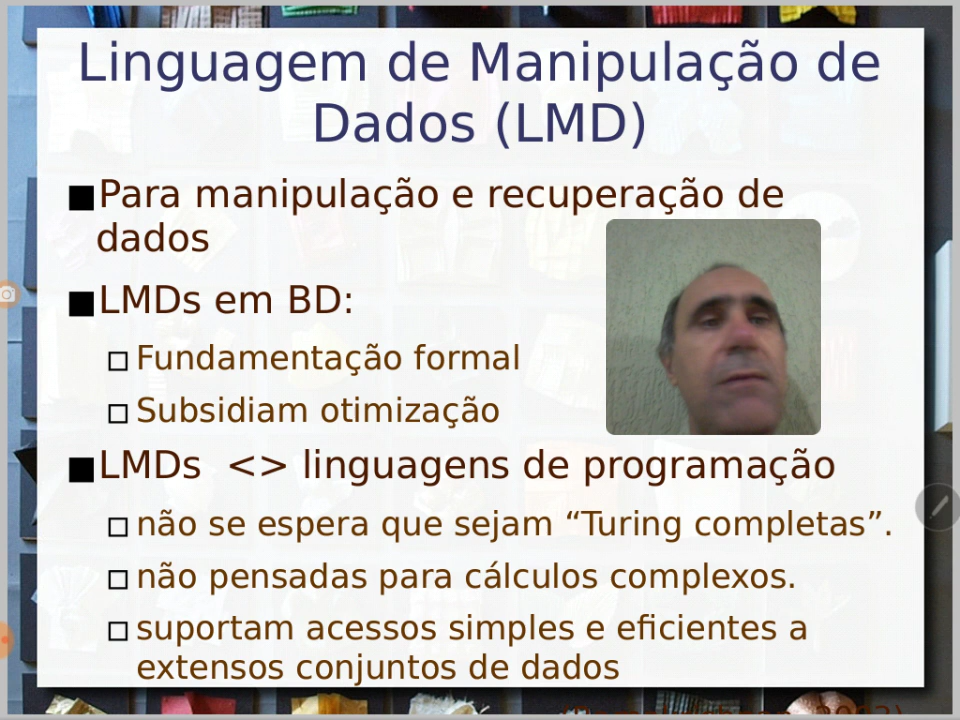 Linguagem de Manipulação de
Dados (LMD)
Para manipulação e recuperação de
dados
LMDs em BD:
Fundamentação formal
Subsidiam otimização
LMDs <> linguagens de programação
não se espera que sejam “Turing completas”.
não pensadas para cálculos complexos.
suportam acessos simples e eficientes a
extensos conjuntos de dados